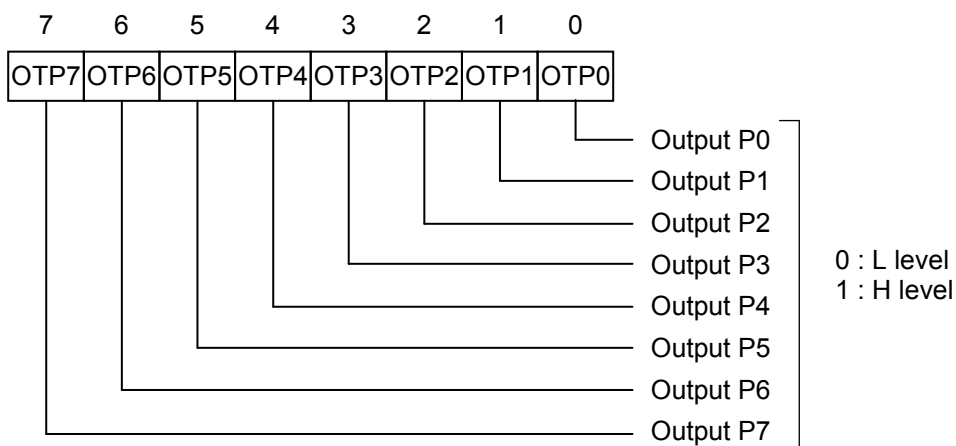 7 6 5 4 3 2 1 0
OTP7 OTP6 OTP5 OTP4 OTP3 OTP2 OTP1 OTP0
Output P0
Output P1
Output P2
Output P3
Output P4
Output P5
Output P6
Output P7
0 : L level
1 : H level